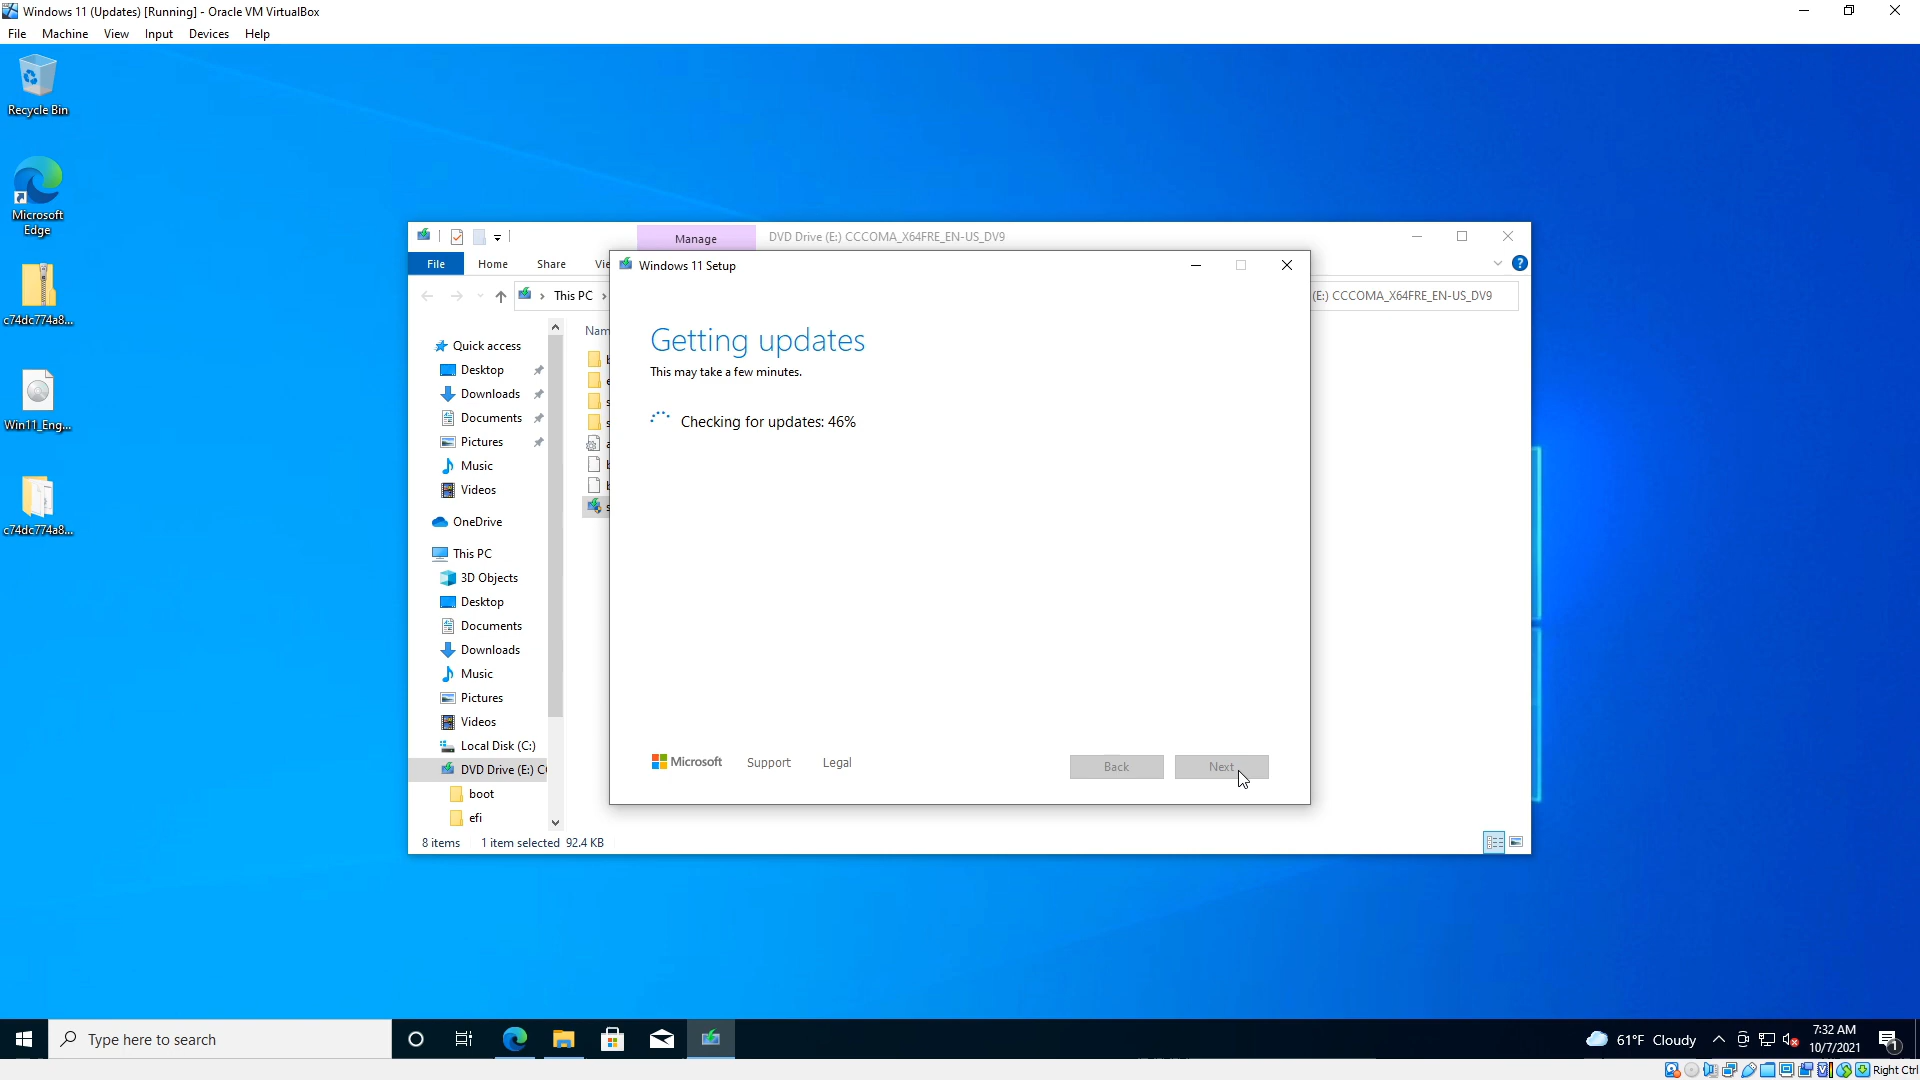 Windows 11 (Updates) [Running] - Oracle VM VirtualBox
File Machine View Input Devices Help
Recycle Bin
Microsoft
Edge
c74dc774a8...
Win11_Eng...
c74dc774a8...
Manage
DVD Drive (E:) CCCOMA_X64FRE_EN-US_DV9
File Home Share Vie
This PC
(E:) CCCOMA_X64FRE_EN-US_DV9
Nam
Quick access
Desktop
Downloads
Documents
Pictures
Music
Videos
OneDrive
This PC
3D Objects
Desktop
Documents
Downloads
Music
Pictures
Videos
Local Disk (C:)
DVD Drive (E:) C
boot
efi
8 items 1 item selected 92.4 KB
Windows 11 Setup
Getting updates
This may take a few minutes.
Checking for updates: 46%
Microsoft Support Legal
Back Next
Type here to search
61°F Cloudy
7:32 AM
10/7/2021
1
Right Ctrl